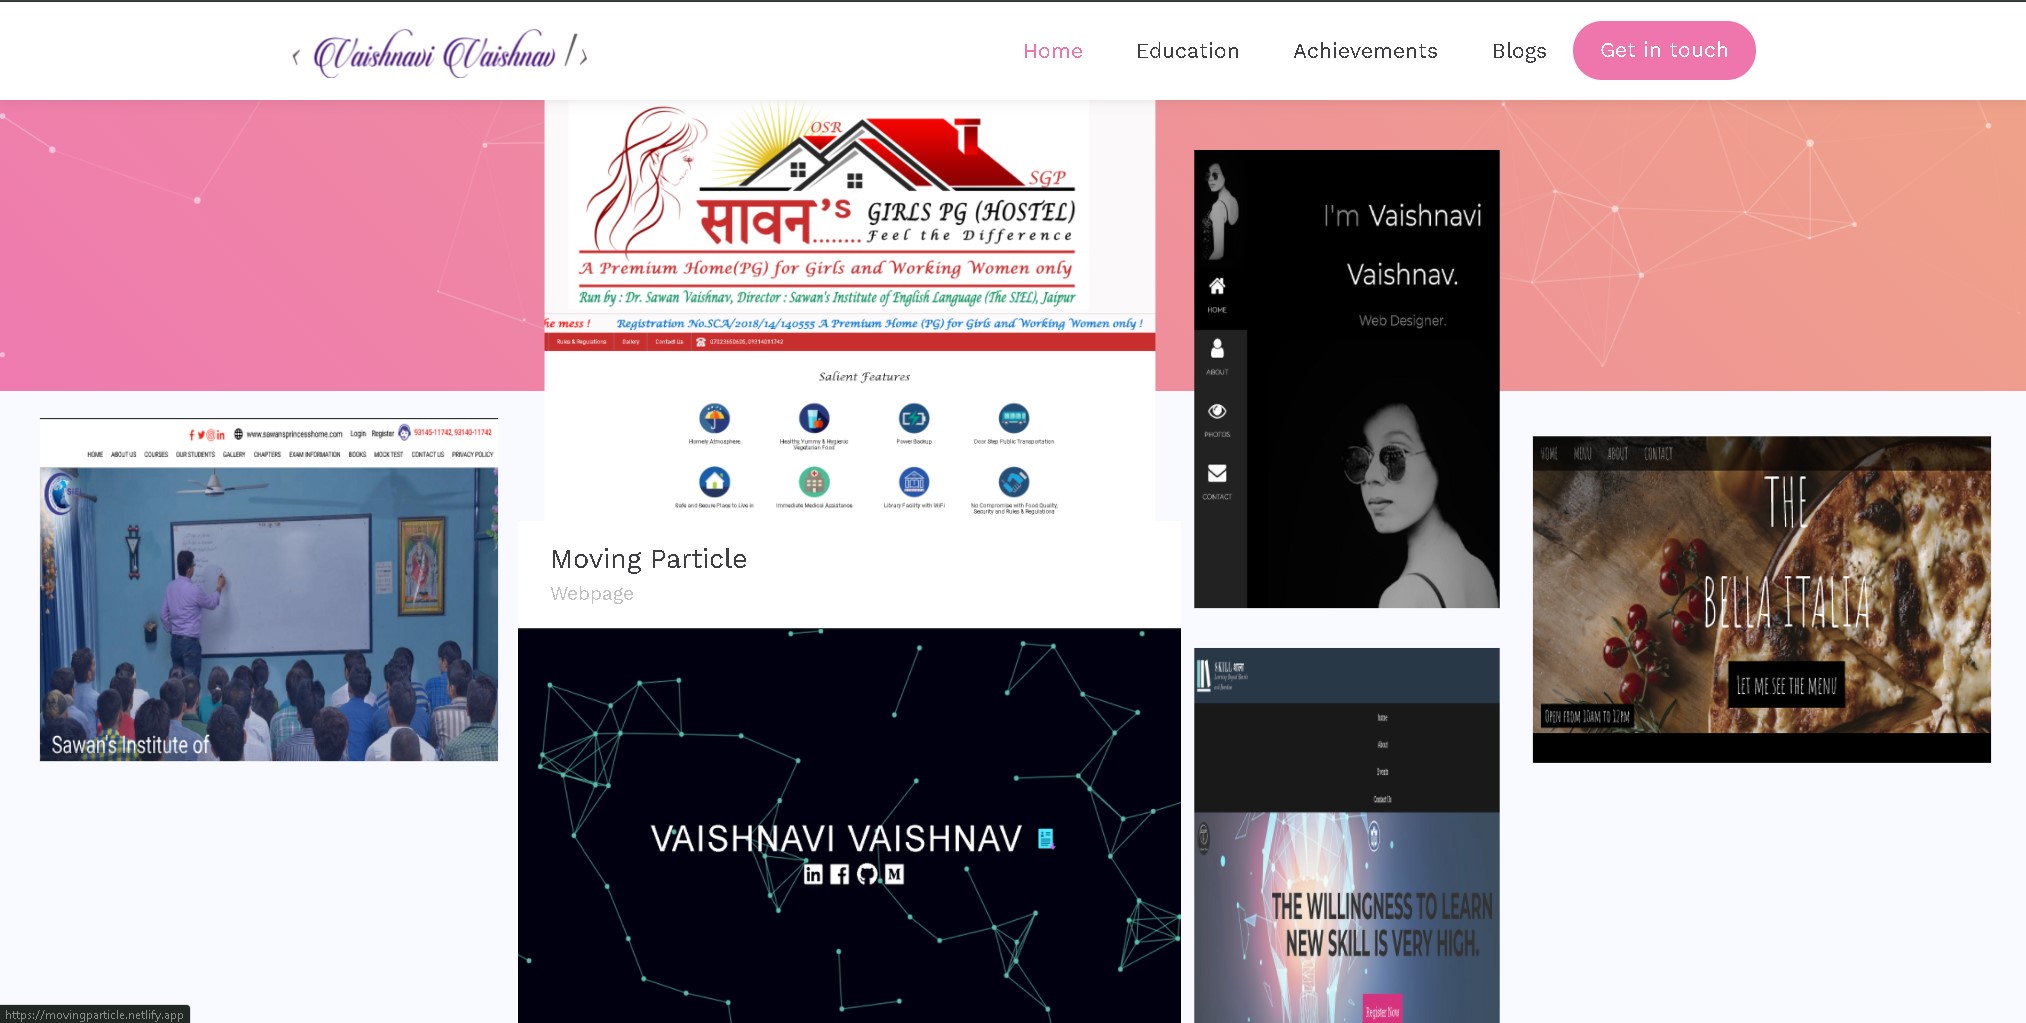 ‹ Vaishnavi Vaishnav /›
Home
Education
Achievements
Blogs
Get in touch
OSR
SGP
सावन’s........ GIRLS PG (HOSTEL)
Feel the Difference
A Premium Home(PG) for Girls and Working Women only
Run by : Dr. Sawan Vaishnav, Director : Sawan's Institute of English Language (The SIEL), Jaipur
he mess !
Registration No.SCA/2018/14/140555 A Premium Home (PG) for Girls and Working Women only !
Rules & Regulations
Gallery
Contact Us
07023650605, 09314211742
Salient Features
Homely Atmosphere
Healthy, Yummy & Hygienic
Vegetarian Food
Power Backup
Door Step Public Transportation
Safe and Secure Place to Live in
Immediate Medical Assistance
Library Facility with WiFi
No Compromise with Food Quality,
Security and Rules & Regulations
Moving Particle
Webpage
VAISHNAVI VAISHNAV
www.sawansprincesshome.com
Login
Register
93145-11742, 93140-11742
HOME
ABOUT US
COURSES
OUR STUDENTS
GALLERY
CHAPTERS
EXAM INFORMATION
BOOKS
MOCK TEST
CONTACT US
PRIVACY POLICY
Sawan's Institute of
I'm Vaishnavi
Vaishnav.
Web Designer.
HOME
ABOUT
PHOTOS
CONTACT
SKILL वाला
home
About
Events
Contact Us
THE WILLINGNESS TO LEARN
NEW SKILL IS VERY HIGH.
Register Now
HOME
MENU
ABOUT
CONTACT
THE
BELLA ITALIA
LET ME SEE THE MENU
OPEN FROM 10AM TO 12PM
https://movingparticle.netlify.app